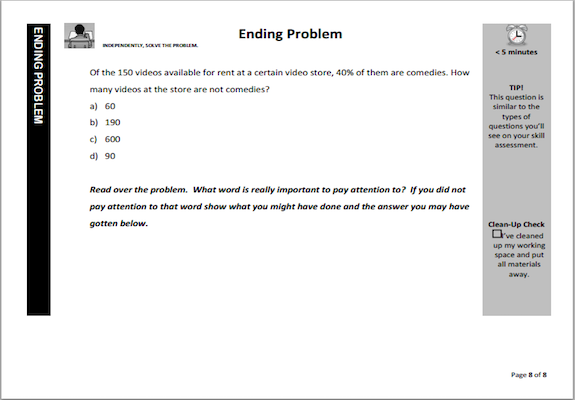 ENDING PROBLEM
Ending Problem
INDEPENDENTLY, SOLVE THE PROBLEM.
Of the 150 videos available for rent at a certain video store, 40% of them are comedies. How
many videos at the store are not comedies?
a) 60
b) 190
c) 600
d) 90
Read over the problem. What word is really important to pay attention to? If you did not
pay attention to that word show what you might have done and the answer you may have
gotten below.
< 5 minutes
TIP!
This question is
similar to the
types of
questions you'll
see on your skill
assessment.
Clean-Up Check
I've cleaned
up my working
space and put
all materials
away.
Page 8 of 8